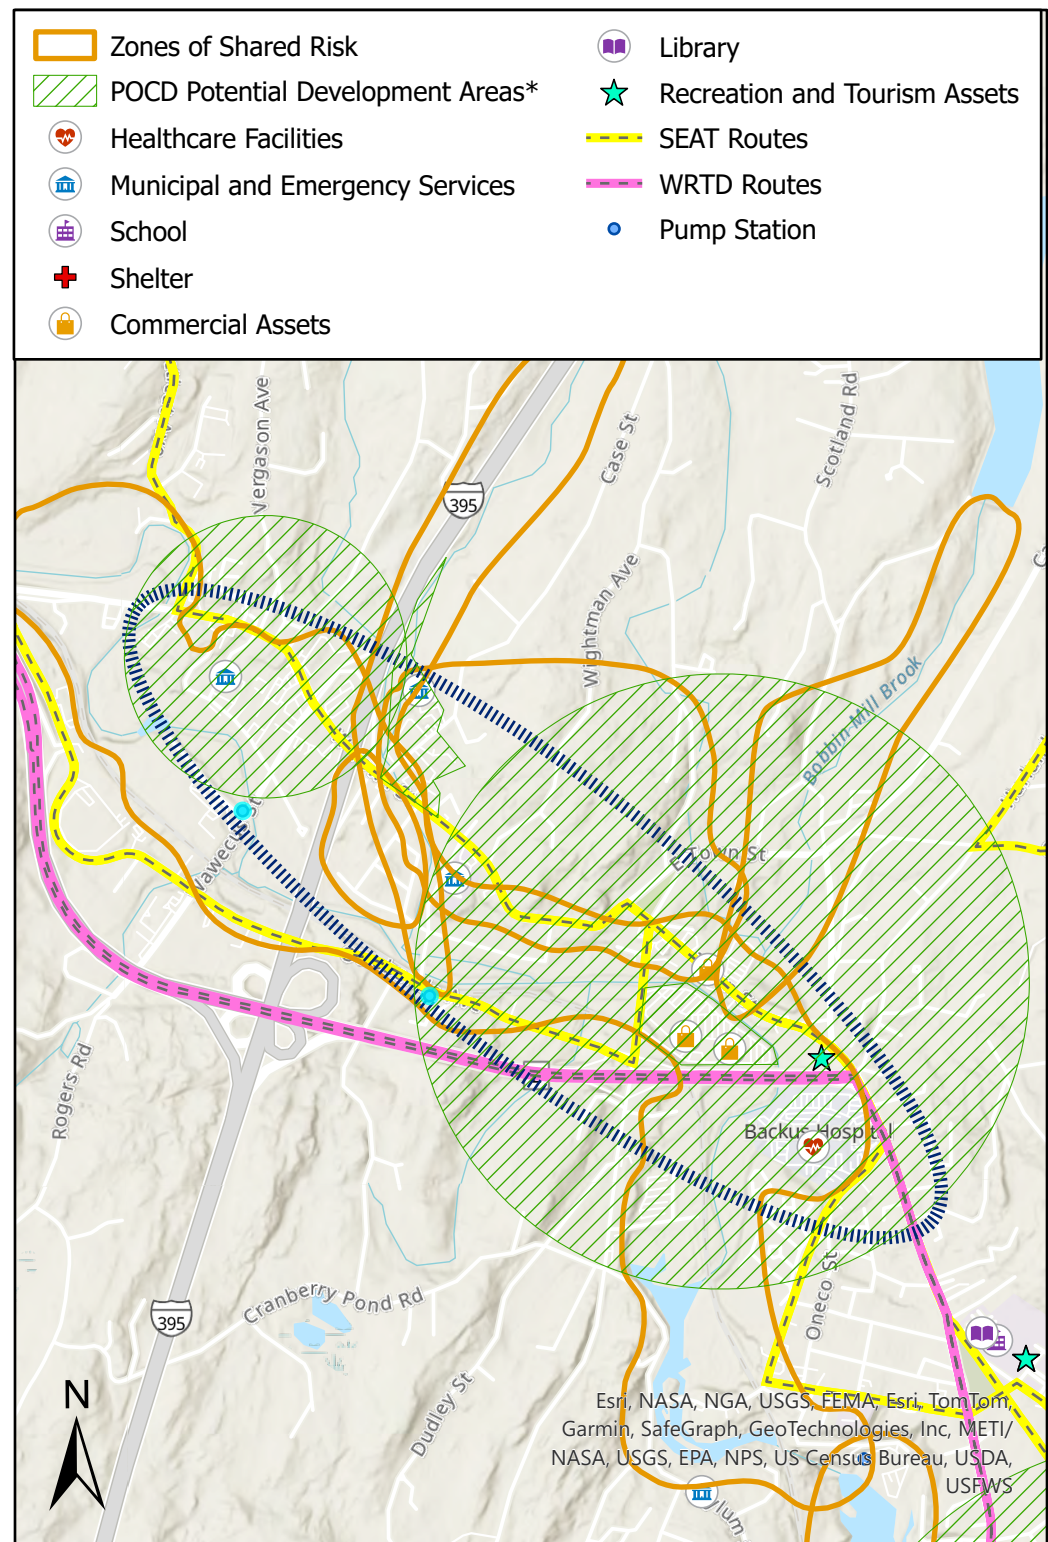 Zones of Shared Risk
POCD Potential Development Areas*
Healthcare Facilities
Municipal and Emergency Services
School
Shelter
Commercial Assets
Library
Recreation and Tourism Assets
SEAT Routes
WRTD Routes
Pump Station
Vergason Ave
Case St
Scotland Rd
395
Wightman Ave
Bobbin Mill Brook
E Town St
Yawecus St
Rogers Rd
Backus Hospital
Oneco St
Cranberry Pond Rd
395
Dudley St
N
Esri, NASA, NGA, USGS, FEMA, Esri, TomTom,
Garmin, SafeGraph, GeoTechnologies, Inc, METI/
NASA, USGS, EPA, NPS, US Census Bureau, USDA,
USFWS